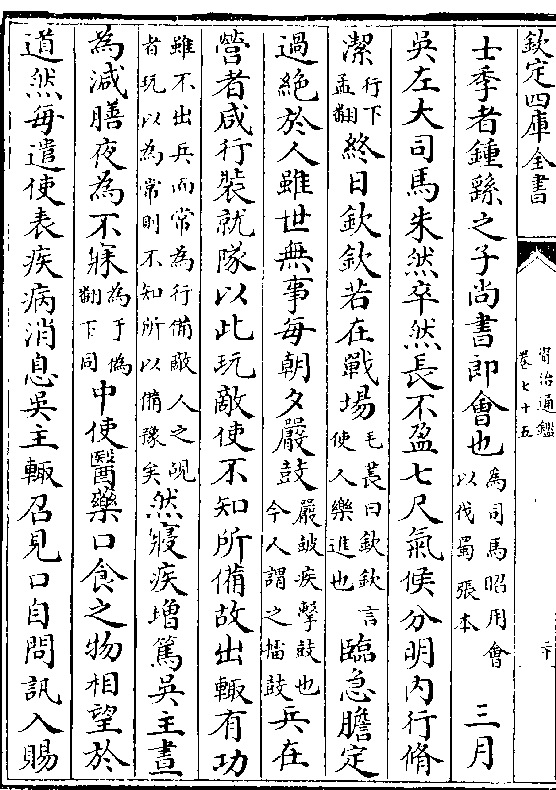 欽定四庫全書
資治通鑑
卷七十五
士季者鍾繇之子尚書郎會也為司馬昭用會以伐蜀張本三月
吳左大司馬朱然卒然長不盈七尺氣候分明内行脩
潔行下孟翻終日欽欽若在戰場毛萇曰欽欽言使人樂進也臨急膽定
過絶於人雖世無事每朝夕嚴鼓嚴鼓疾擊鼓也今人謂之擂鼓兵在
營者咸行裝就隊以此玩敵使不知所備故出輙有功
雖不出兵而常為行備敵人之覘者玩以為常則不知所以備豫矣然寢疾增篤吳主晝
為減膳夜為不寐為于偽翻下同中使醫藥口食之物相望於
道然每遣使表疾病消息吳主輙召見口自問訊入賜